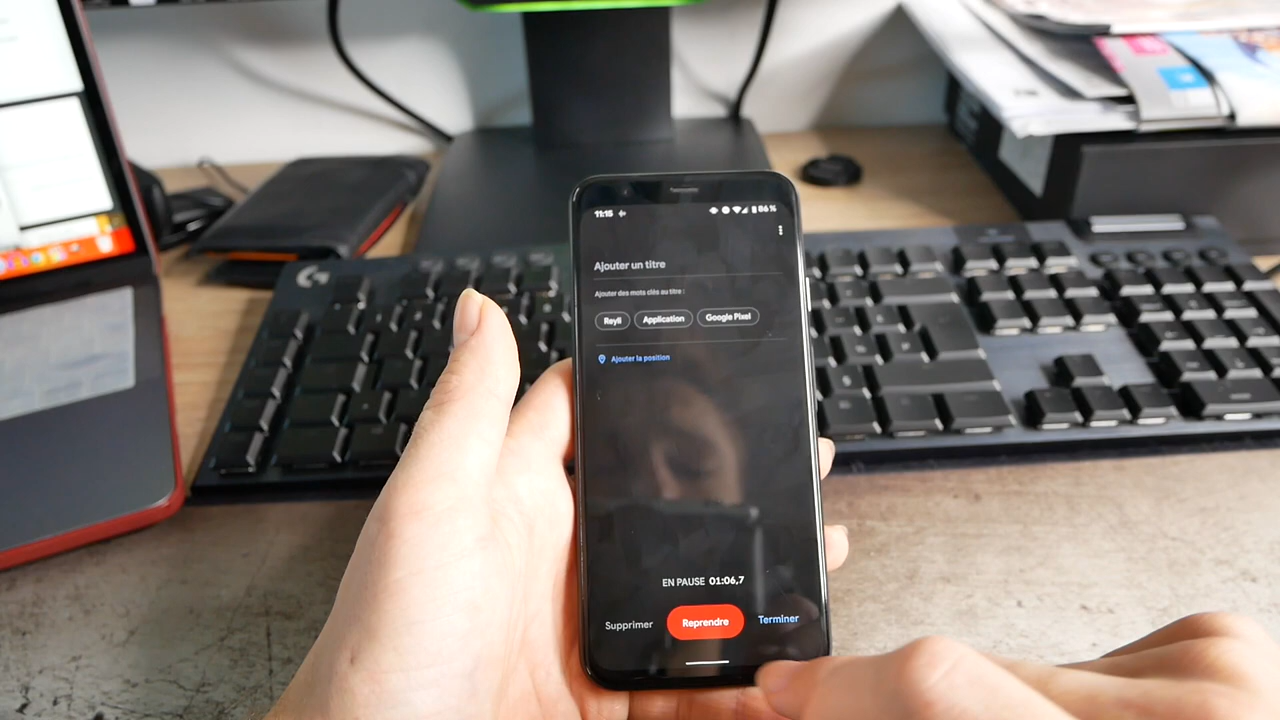 11:15
86%
Ajouter un titre
Ajouter des mots clés au titre :
Reyli
Application
Google Pixel
Ajouter la position
EN PAUSE 01:06,7
Supprimer
Reprendre
Terminer